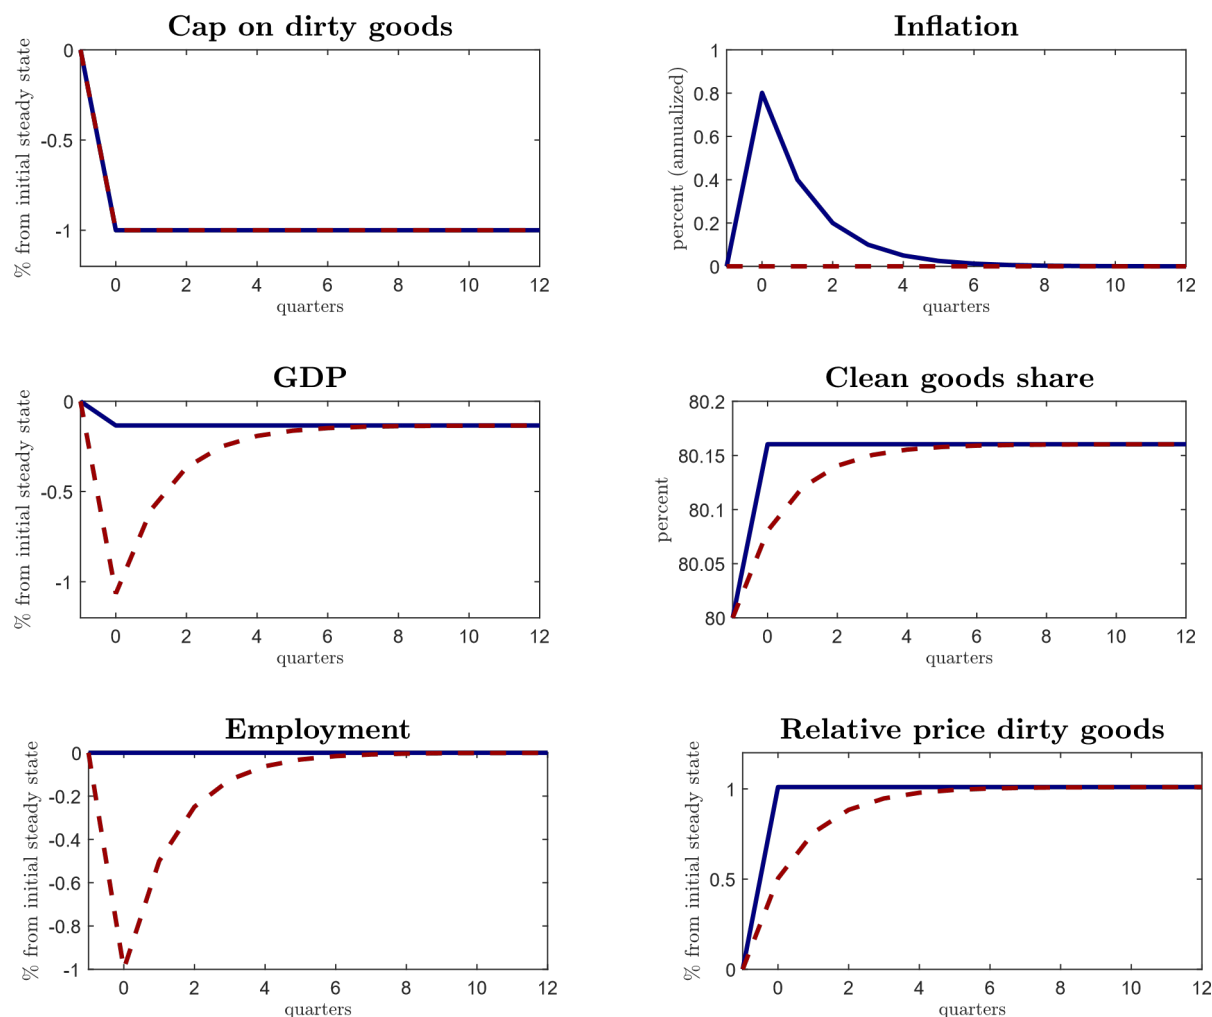 Cap on dirty goods
% from initial steady state
0
-0.5
-1
0 2 4 6 8 10 12
quarters
Inflation
percent (annualized)
1
0.8
0.6
0.4
0.2
0
0 2 4 6 8 10 12
quarters
GDP
% from initial steady state
0
-0.5
-1
0 2 4 6 8 10 12
quarters
Clean goods share
percent
80.2
80.15
80.1
80.05
80
0 2 4 6 8 10 12
quarters
Employment
% from initial steady state
0
-0.2
-0.4
-0.6
-0.8
-1
0 2 4 6 8 10 12
quarters
Relative price dirty goods
% from initial steady state
1
0.5
0
0 2 4 6 8 10 12
quarters